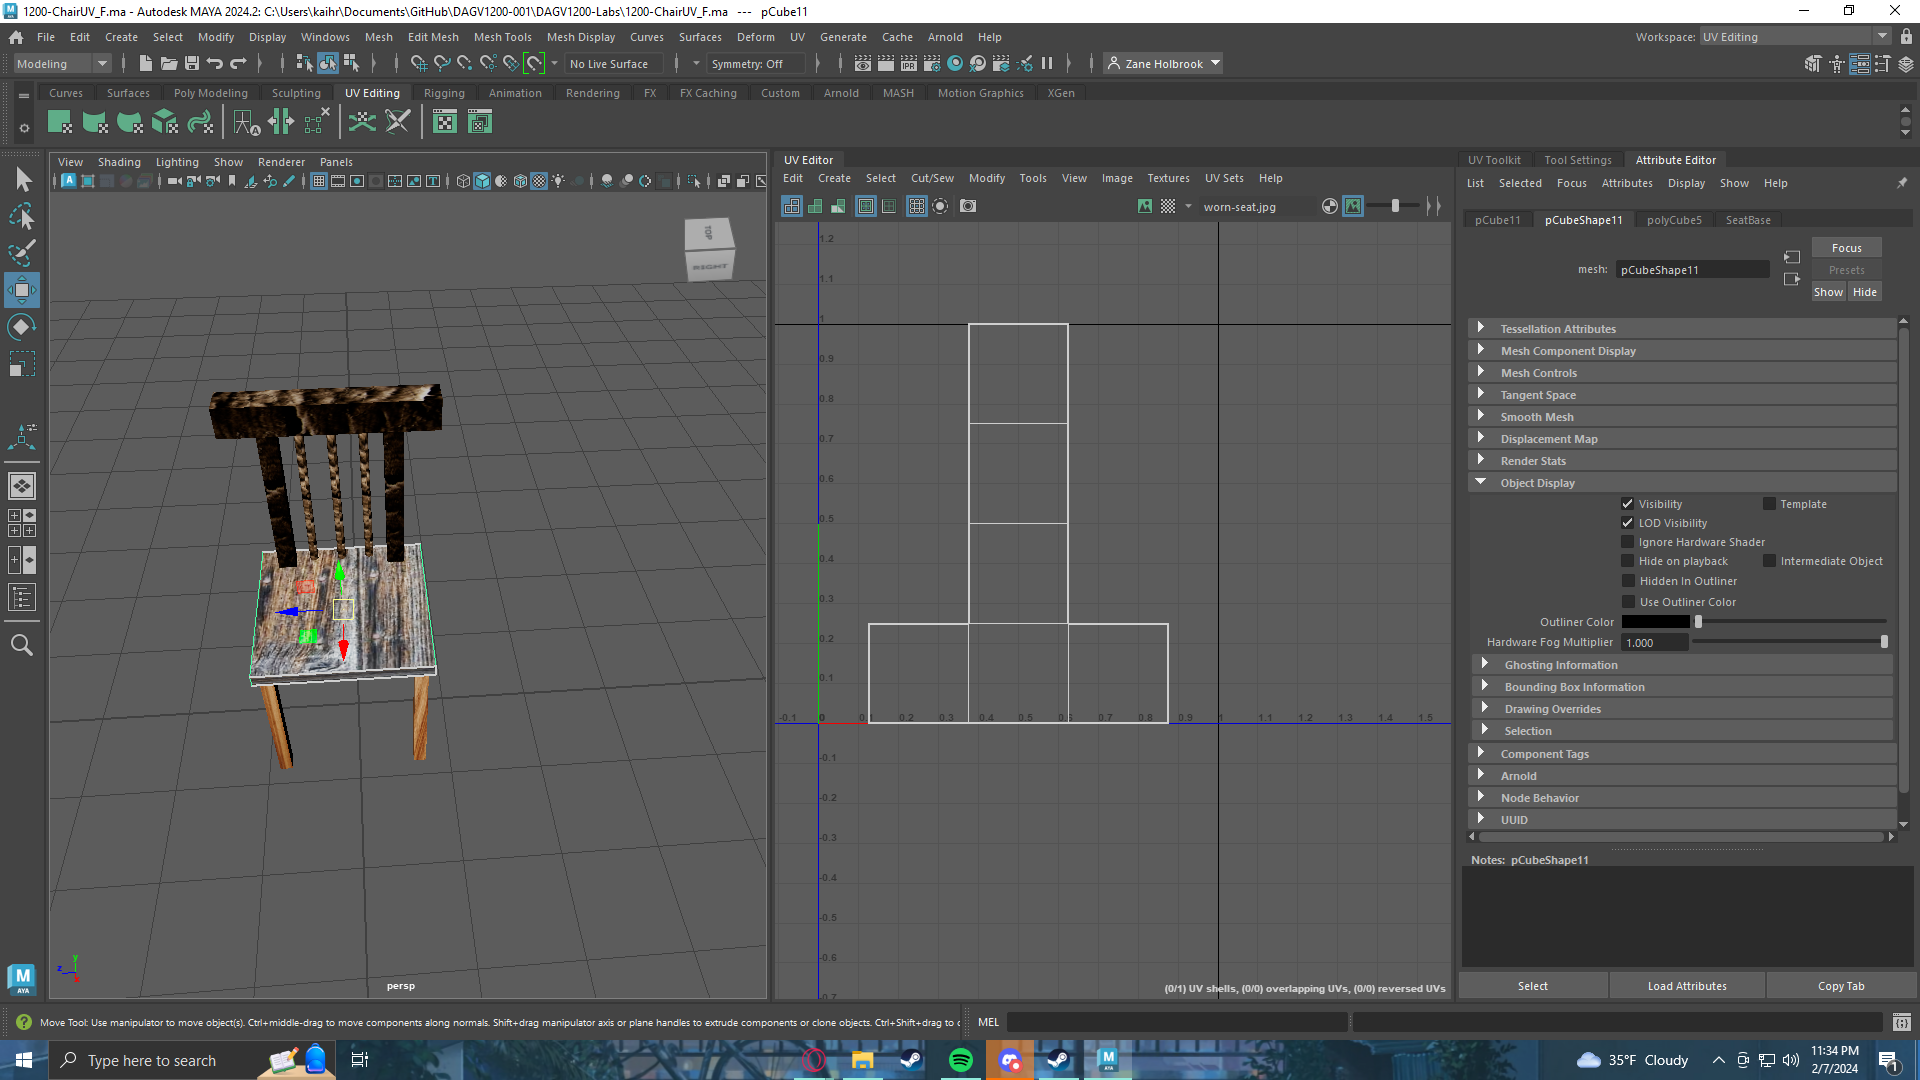 1200-ChairUV_F.ma - Autodesk MAYA 2024.2: C:\Users\kaihr\Documents\GitHub\DAGV1200-001\DAGV1200-Labs\1200-ChairUV_F.ma --- pCube11
File Edit Create Select Modify Display Windows Mesh Edit Mesh Mesh Tools Mesh Display Curves Surfaces Deform UV Generate Cache Arnold Help
Workspace: UV Editing
Modeling No Live Surface Symmetry: Off Zane Holbrook
IPR
Curves Surfaces Poly Modeling Sculpting UV Editing Rigging Animation Rendering FX FX Caching Custom Arnold MASH Motion Graphics XGen
View Shading Lighting Show Renderer Panels
TOP
RIGHT
persp
UV Editor
Edit Create Select Cut/Sew Modify Tools View Image Textures UV Sets Help
worn-seat.jpg
1.2
1.1
1
0.9
0.8
0.7
0.6
0.5
0.4
0.3
0.2
0.1
-0.1 0 0.1 0.2 0.3 0.4 0.5 0.6 0.7 0.8 0.9 1 1.1 1.2 1.3 1.4 1.5
-0.1
-0.2
-0.3
-0.4
-0.5
-0.6
-0.7
(0/1) UV shells, (0/0) overlapping UVs, (0/0) reversed UVs
UV Toolkit Tool Settings Attribute Editor
List Selected Focus Attributes Display Show Help
pCube11 pCubeShape11 polyCube5 SeatBase
mesh: pCubeShape11
Focus
Presets
Show Hide
Tessellation Attributes
Mesh Component Display
Mesh Controls
Tangent Space
Smooth Mesh
Displacement Map
Render Stats
Object Display
Visibility Template
LOD Visibility
Ignore Hardware Shader
Hide on playback Intermediate Object
Hidden In Outliner
Use Outliner Color
Outliner Color
Hardware Fog Multiplier 1.000
Ghosting Information
Bounding Box Information
Drawing Overrides
Selection
Component Tags
Arnold
Node Behavior
UUID
Notes: pCubeShape11
Select Load Attributes Copy Tab
Move Tool: Use manipulator to move object(s). Ctrl+middle-drag to move components along normals. Shift+drag manipulator axis or plane handles to extrude components or clone objects. Ctrl+Shift+drag to c
MEL
Type here to search
35°F Cloudy
11:34 PM
2/7/2024
1